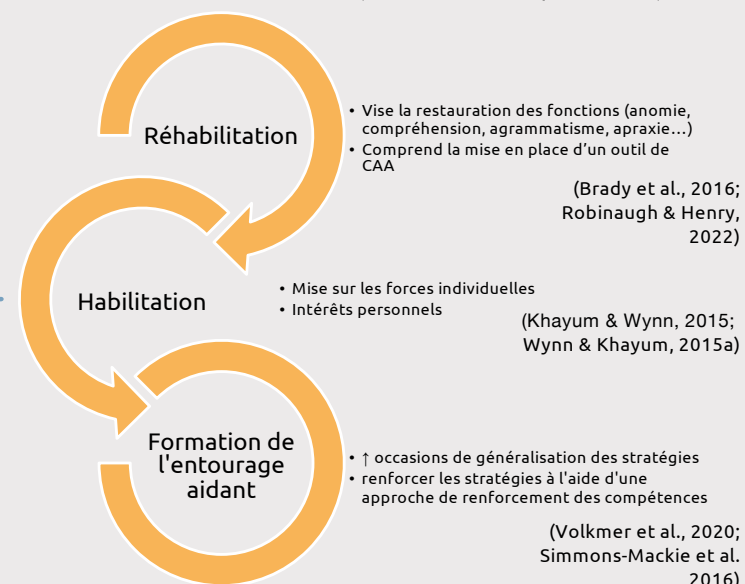 Réhabilitation
• Vise la restauration des fonctions (anomie,
compréhension, agrammatisme, apraxie…)
• Comprend la mise en place d'un outil de
CAA
(Brady et al., 2016;
Robinaugh & Henry,
2022)
Habilitation
• Mise sur les forces individuelles
• Intérêts personnels
(Khayum & Wynn, 2015;
Wynn & Khayum, 2015a)
Formation de
l'entourage
aidant
• ↑ occasions de généralisation des stratégies
• renforcer les stratégies à l'aide d'une
approche de renforcement des compétences
(Volkmer et al., 2020;
Simmons-Mackie et al.
2016)